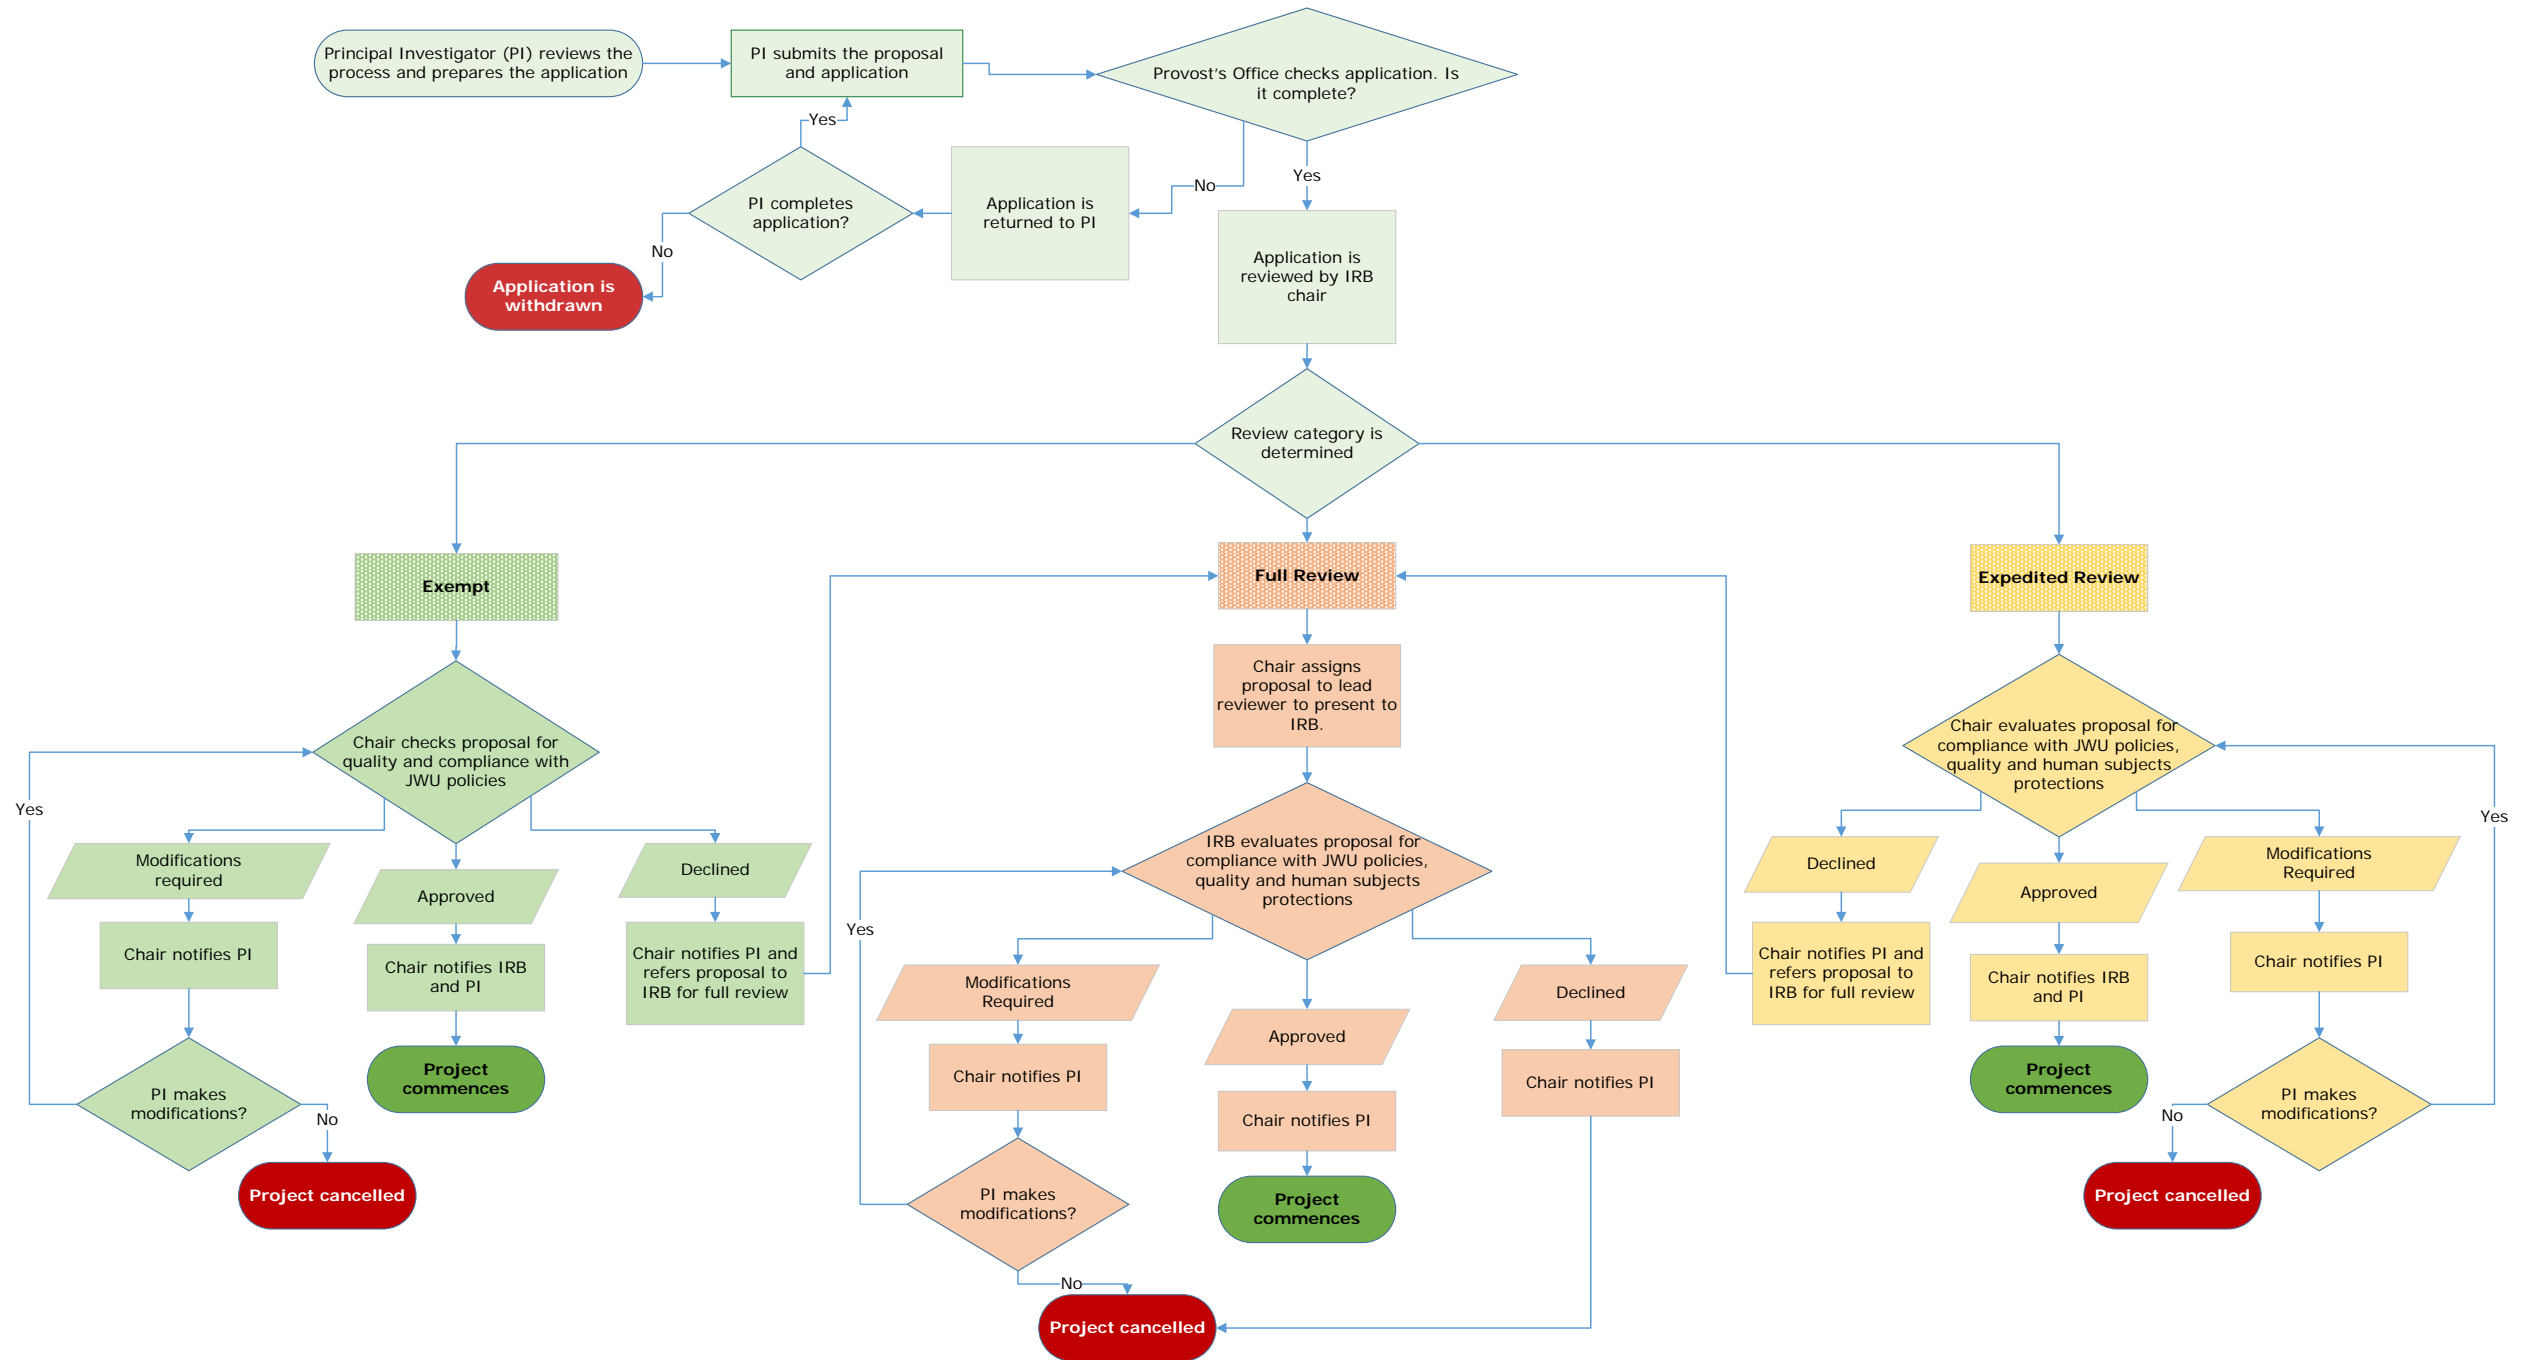 Principal Investigator (PI) reviews the
process and prepares the application
PI submits the proposal
and application
Provost's Office checks application. Is
it complete?
Yes
No
Yes
PI completes
application?
Application is
returned to PI
No
Application is
withdrawn
Application is
reviewed by IRB
chair
Review category is
determined
Exempt
Full Review
Expedited Review
Chair checks proposal for
quality and compliance with
JWU policies
Yes
Modifications
required
Approved
Declined
Chair notifies PI
Chair notifies IRB
and PI
Chair notifies PI and
refers proposal to
IRB for full review
PI makes
modifications?
No
Project
commences
Project cancelled
Chair assigns
proposal to lead
reviewer to present to
IRB.
IRB evaluates proposal for
compliance with JWU policies,
quality and human subjects
protections
Yes
Modifications
Required
Approved
Declined
Chair notifies PI
Chair notifies PI
Chair notifies PI
PI makes
modifications?
Project
commences
No
Project cancelled
Chair evaluates proposal for
compliance with JWU policies,
quality and human subjects
protections
Yes
Declined
Approved
Modifications
Required
Chair notifies PI and
refers proposal to
IRB for full review
Chair notifies IRB
and PI
Chair notifies PI
Project
commences
PI makes
modifications?
No
Project cancelled